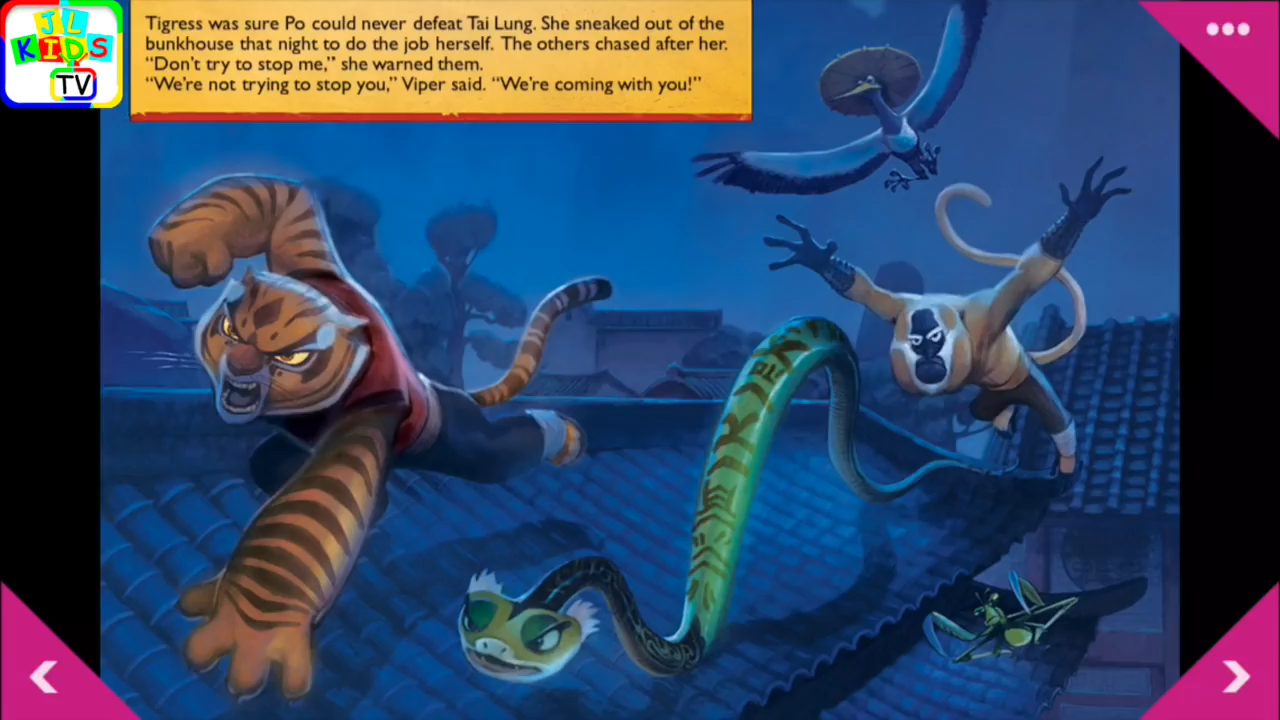 JL
KIDS
TV
Tigress was sure Po could never defeat Tai Lung. She sneaked out of the
bunkhouse that night to do the job herself. The others chased after her.
“Don’t try to stop me,” she warned them.
“We’re not trying to stop you,” Viper said. “We’re coming with you!”